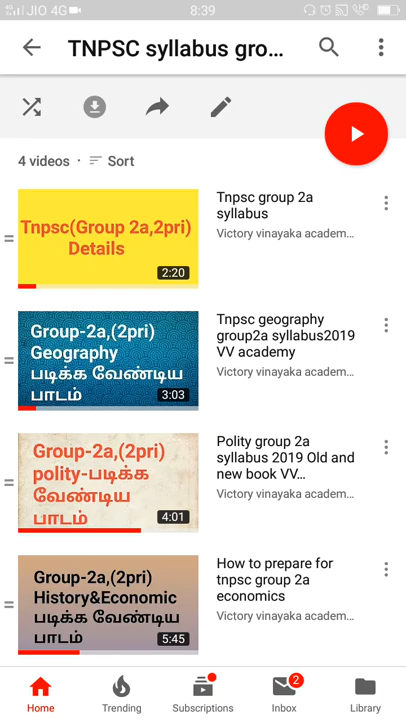 JIO 4G
8:39
TNPSC syllabus gro...
4 videos · Sort
Tnpsc(Group 2a,2pri)
Details
2:20
Tnpsc group 2a
syllabus
Victory vinayaka academ...
Group-2a,(2pri)
Geography
படிக்க வேண்டிய
பாடம்
3:03
Tnpsc geography
group2a syllabus2019
VV academy
Victory vinayaka academ...
Group-2a,(2pri)
polity-படிக்க
வேண்டிய
பாடம்
4:01
Polity group 2a
syllabus 2019 Old and
new book VV...
Victory vinayaka academ...
Group-2a,(2pri)
History&Economic
படிக்க வேண்டிய
பாடம்
5:45
How to prepare for
tnpsc group 2a
economics
Victory vinayaka academ...
Home
Trending
Subscriptions
2
Inbox
Library